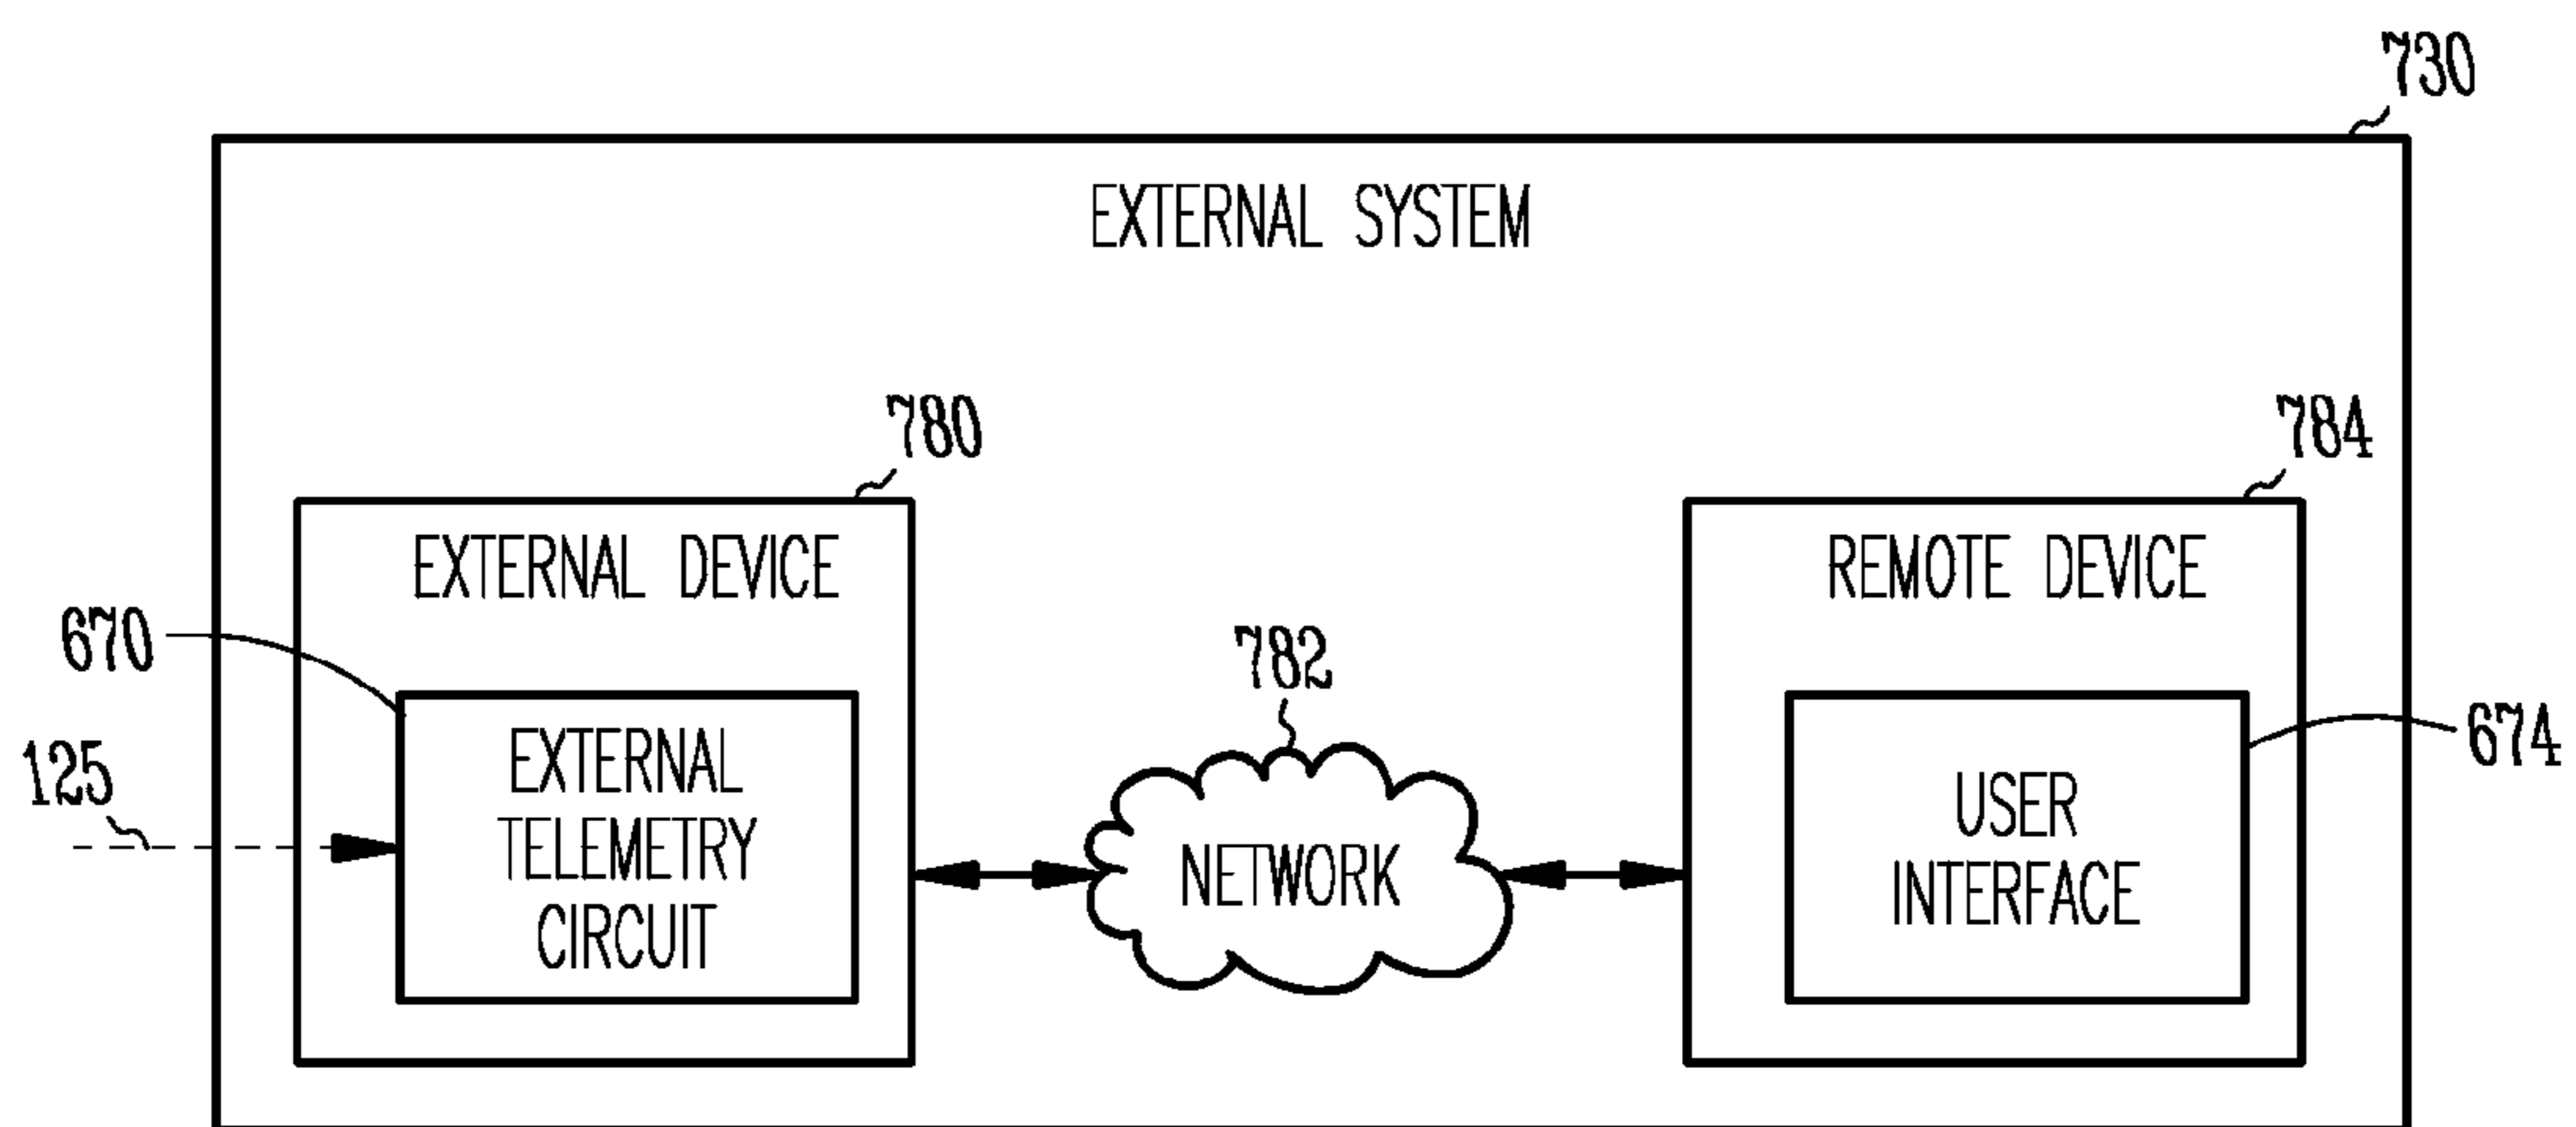 730
EXTERNAL SYSTEM
780
784
EXTERNAL DEVICE
REMOTE DEVICE
670
782
674
125
EXTERNAL
TELEMETRY
CIRCUIT
NETWORK
USER
INTERFACE